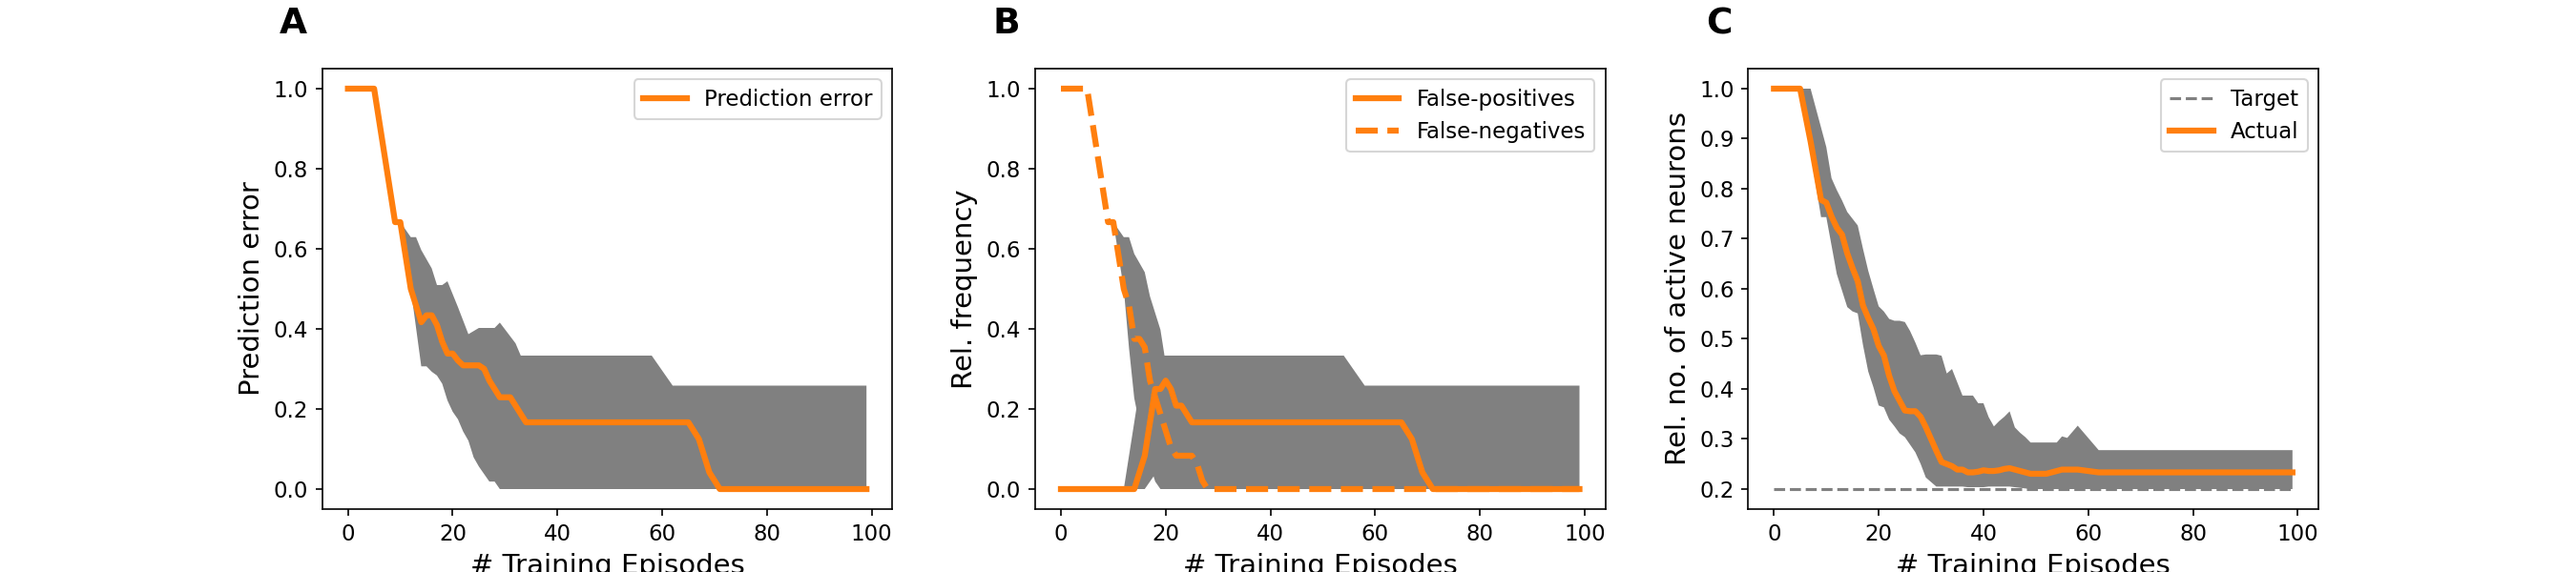 A
Prediction error
1.0
0.8
0.6
0.4
0.2
0.0
Prediction error
0
20
40
60
80
100
# Training Episodes
B
False-positives
False-negatives
1.0
0.8
0.6
0.4
0.2
0.0
Rel. frequency
0
20
40
60
80
100
# Training Episodes
C
Target
Actual
1.0
0.9
0.8
0.7
0.6
0.5
0.4
0.3
0.2
Rel. no. of active neurons
0
20
40
60
80
100
# Training Episodes